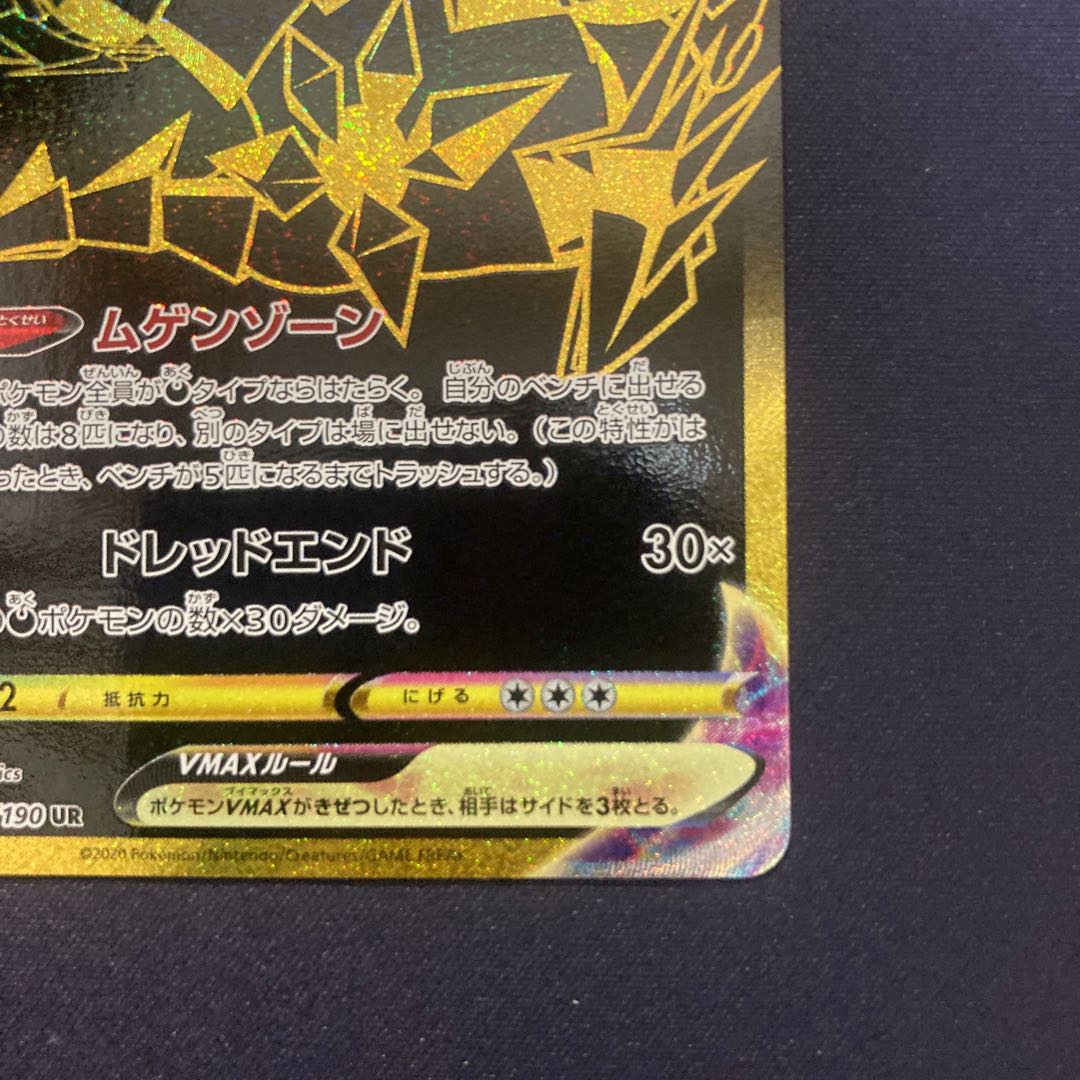 とくせい
ムゲンゾーン
ポケモン全員がタイプならはたらく。自分のベンチに出せる
数は8匹になり、別のタイプは場に出せない。(この特性がは
ったとき、ベンチが5匹になるまでトラッシュする。)
ドレッドエンド 30×
ポケモンの数×30ダメージ。
2 抵抗力 にげる
VMAXルール
ics
ポケモンVMAXがきぜつしたとき、相手はサイドを3枚とる。
190 UR
©2020 Pokémon/Nintendo/Creatures/GAME FREAK